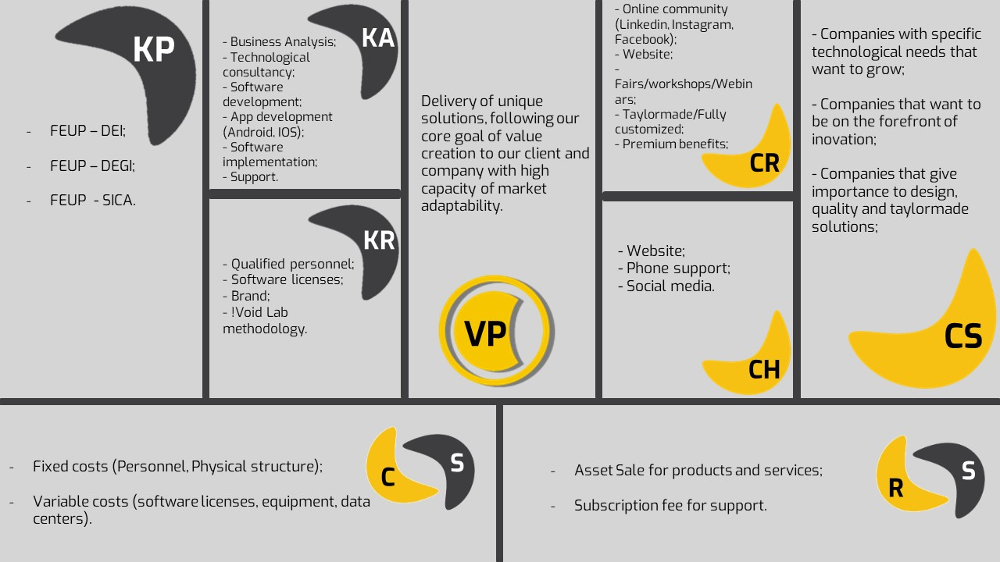 KP
- FEUP – DEI;
- FEUP – DEGI;
- FEUP - SICA.
KA
- Business Analysis;
- Technological
consultancy;
- Software
development;
- App development
(Android, IOS);
- Software
implementation;
- Support.
KR
- Qualified personnel;
- Software licenses;
- Brand;
- !Void Lab
methodology.
Delivery of unique
solutions, following our
core goal of value
creation to our client and
company with high
capacity of market
adaptability.
VP
- Online community
(Linkedin, Instagram,
Facebook);
- Website;
-
Fairs/workshops/Webin
ars;
- Taylormade/Fully
customized;
- Premium benefits;
CR
- Website;
- Phone support;
- Social media.
CH
- Companies with specific
technological needs that
want to grow;
- Companies that want to
be on the forefront of
inovation;
- Companies that give
importance to design,
quality and taylormade
solutions;
CS
- Fixed costs (Personnel, Physical structure);
- Variable costs (software licenses, equipment, data
centers).
C S
- Asset Sale for products and services;
- Subscription fee for support.
R S